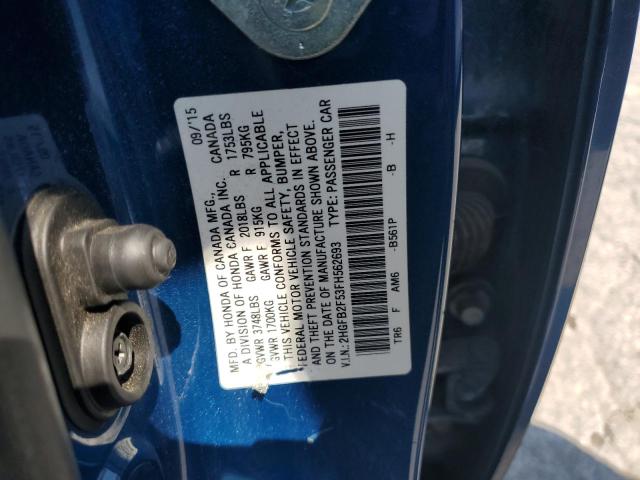 MFD. BY HONDA OF CANADA MFG., 09/'15
A DIVISION OF HONDA CANADA INC. CANADA
GVWR 3748LBS GAWR F 2018LBS R 1753LBS
GVWR 1700KG GAWR F 915KG R 795KG
THIS VEHICLE CONFORMS TO ALL APPLICABLE
FEDERAL MOTOR VEHICLE SAFETY, BUMPER,
AND THEFT PREVENTION STANDARDS IN EFFECT
ON THE DATE OF MANUFACTURE SHOWN ABOVE.
V.I.N.: 2HGFB2F53FH562693 TYPE: PASSENGER CAR
TR6 F AM6 -B561P -B -H